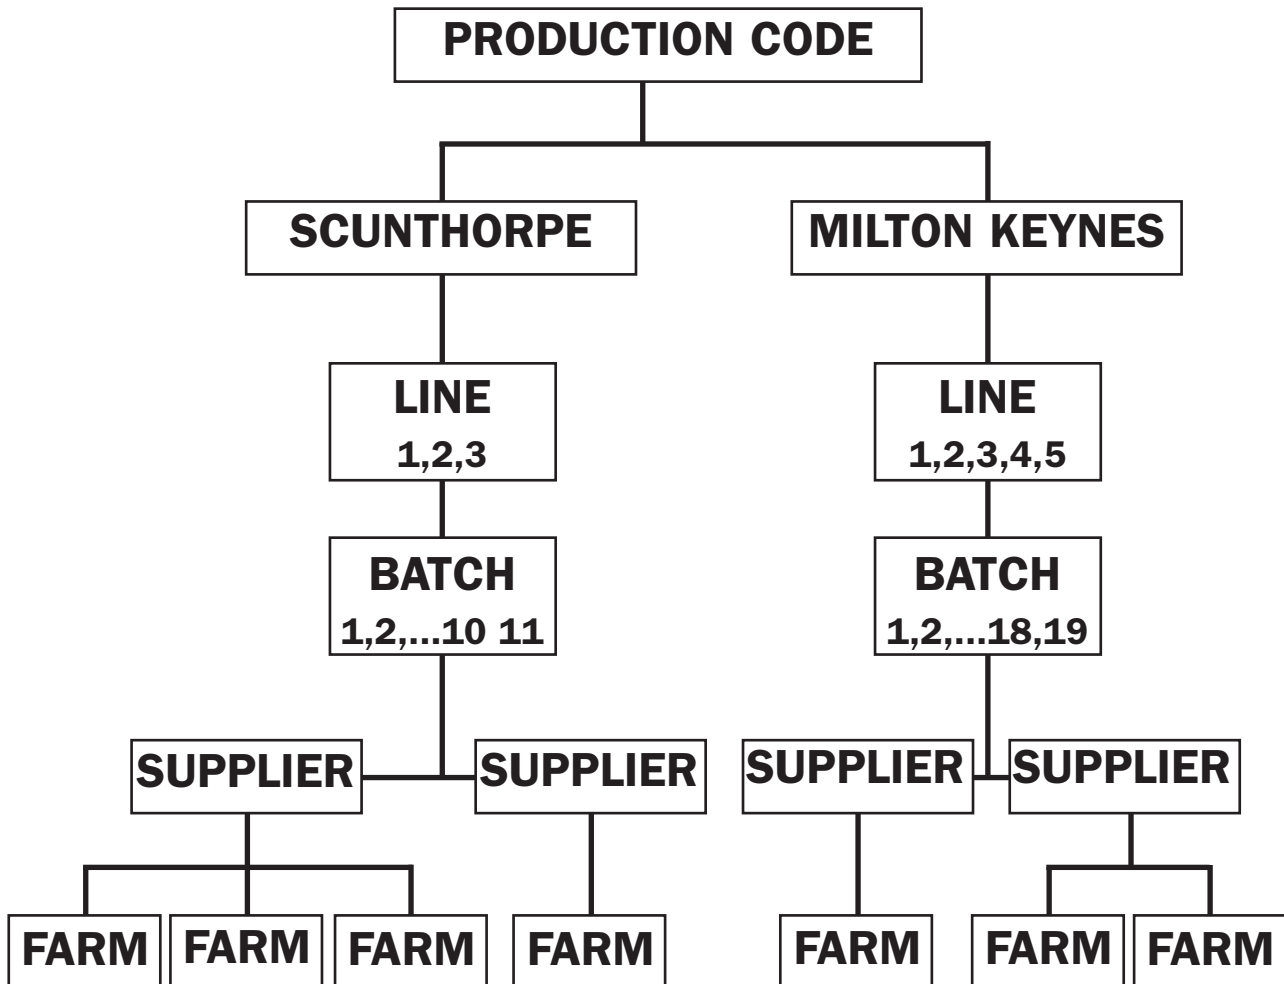 PRODUCTION CODE
SCUNTHORPE
MILTON KEYNES
LINE
1,2,3
LINE
1,2,3,4,5
BATCH
1,2,...10 11
BATCH
1,2,...18,19
SUPPLIER
SUPPLIER
SUPPLIER
SUPPLIER
FARM
FARM
FARM
FARM
FARM
FARM
FARM